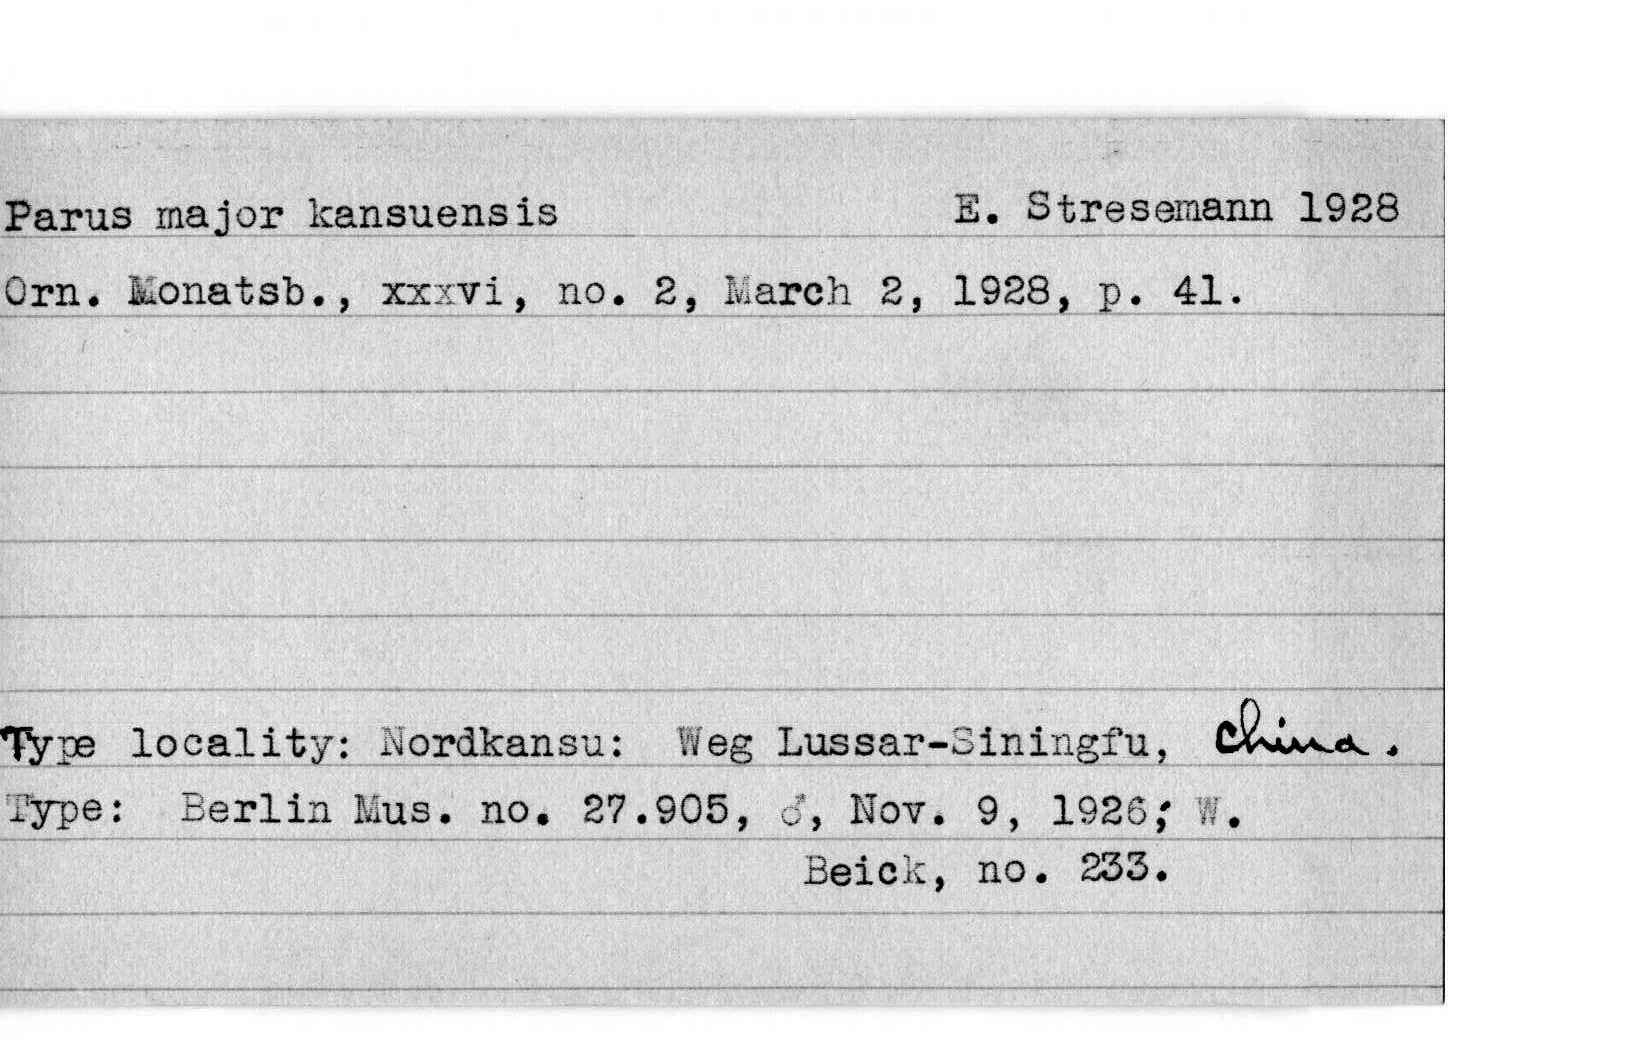 Parus major kansuensis E. Stresemann 1928
Orn. Monatsb., xxxvi, no. 2, March 2, 1928, p. 41.
Type locality: Nordkansu: Weg Lussar-Siningfu, China.
Type: Berlin Mus. no. 27.905, ♂, Nov. 9, 1926; W.
Beick, no. 233.